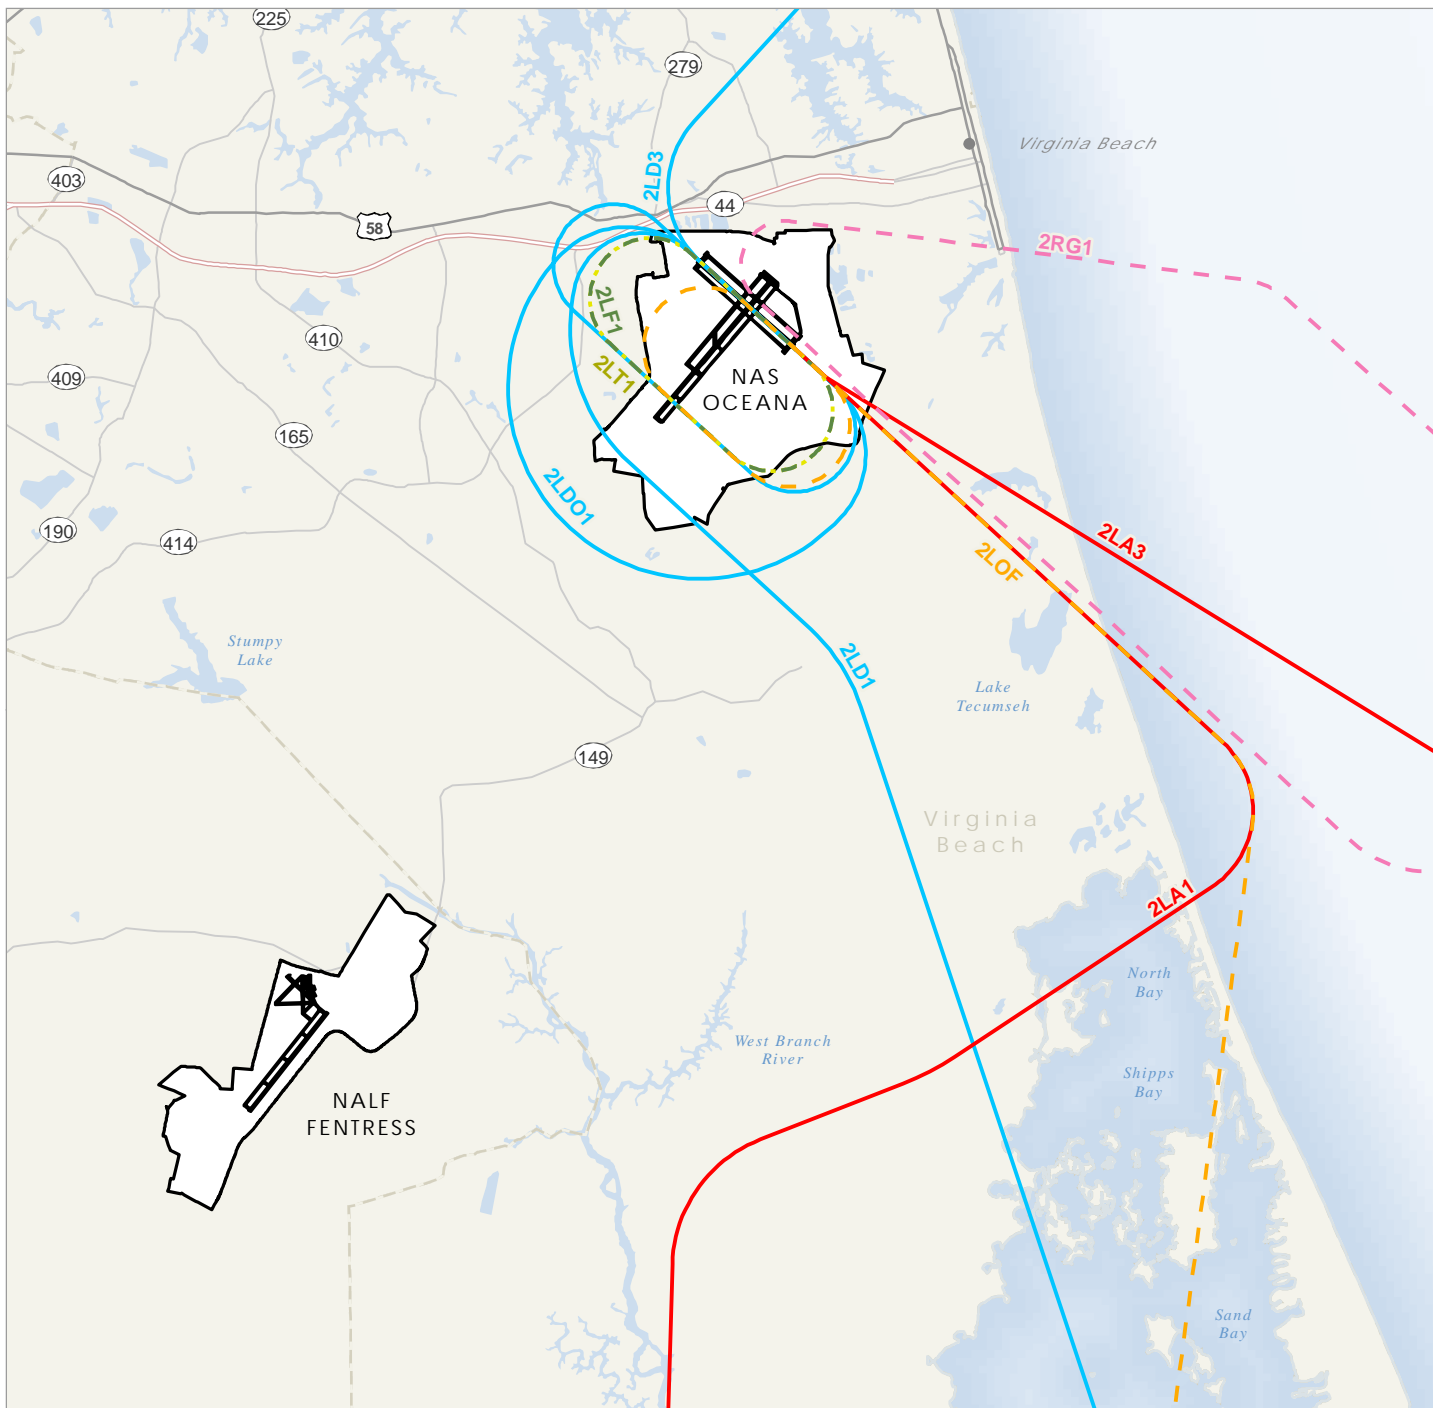 225
279
Virginia Beach
2LD3
403
44
58
2RG1
2LF1
410
2LT1
409
NAS
OCEANA
165
2LDO1
190
414
2LA3
2LOF
Stumpy
Lake
2LD1
Lake
Tecumseh
149
Virginia
Beach
2LA1
North
Bay
West Branch
River
Shipps
Bay
NALF
FENTRESS
Sand
Bay